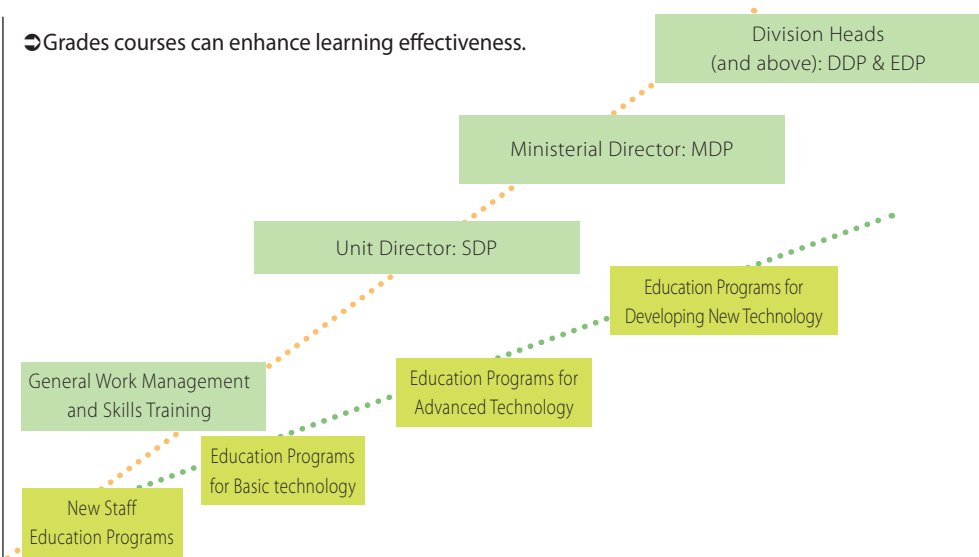 ➲Grades courses can enhance learning effectiveness.
Division Heads
(and above): DDP & EDP
Ministerial Director: MDP
Unit Director: SDP
Education Programs for
Developing New Technology
General Work Management
and Skills Training
Education Programs for
Advanced Technology
Education Programs
for Basic technology
New Staff
Education Programs